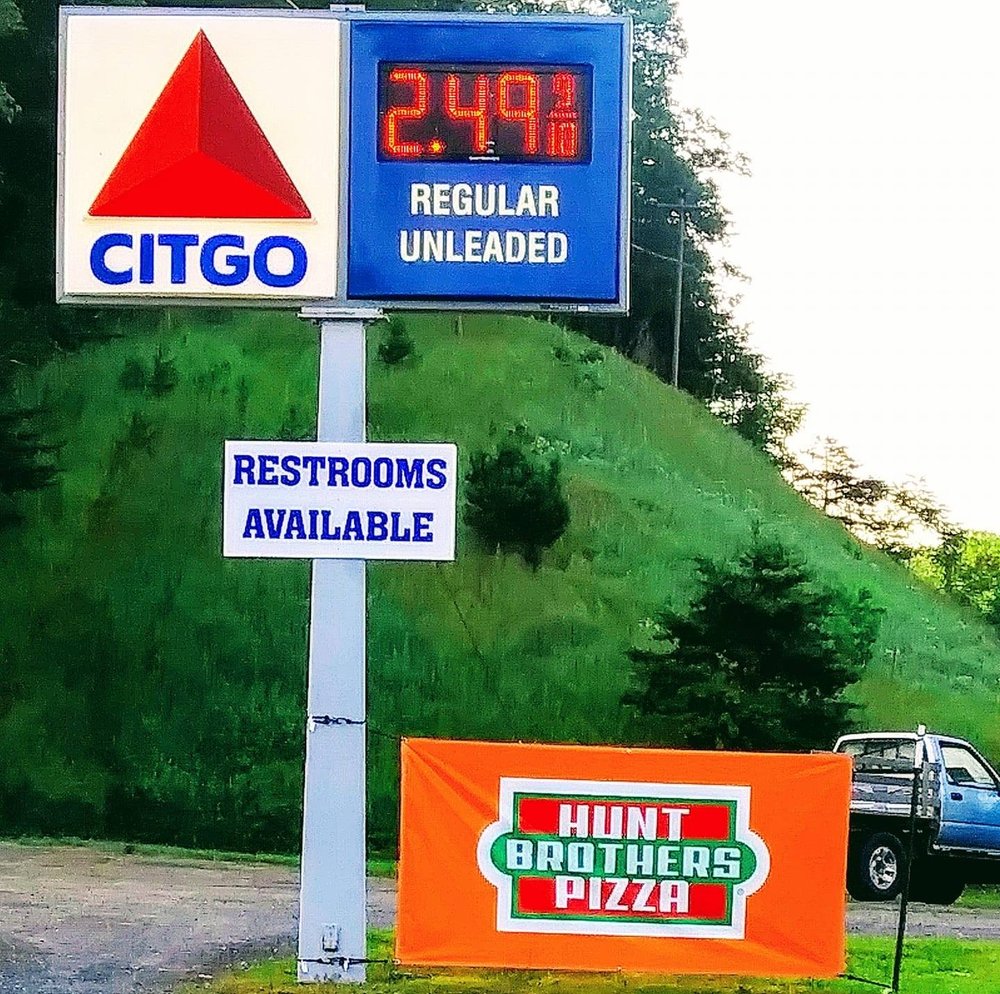 CITGO
2.49 9/10
REGULAR
UNLEADED
RESTROOMS
AVAILABLE
HUNT
BROTHERS
PIZZA